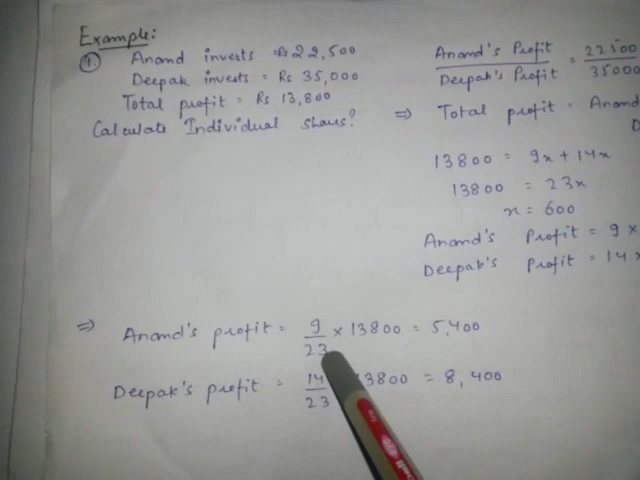 Example:
1.
Anand invests = Rs 22,500
Deepak invests = Rs 35,000
Total profit = Rs 13,800
Calculate Individual shares?
Anand's Profit = 22500
Deepak's Profit 35000
⇒ Total profit = Anand
D
13800 = 9x + 14x
13800 = 23x
x = 600
Anand's Profit = 9 ×
Deepak's Profit = 14 ×
⇒ Anand's profit = 9/23 × 13800 = 5,400
Deepak's profit = 14/23 13800 = 8,400